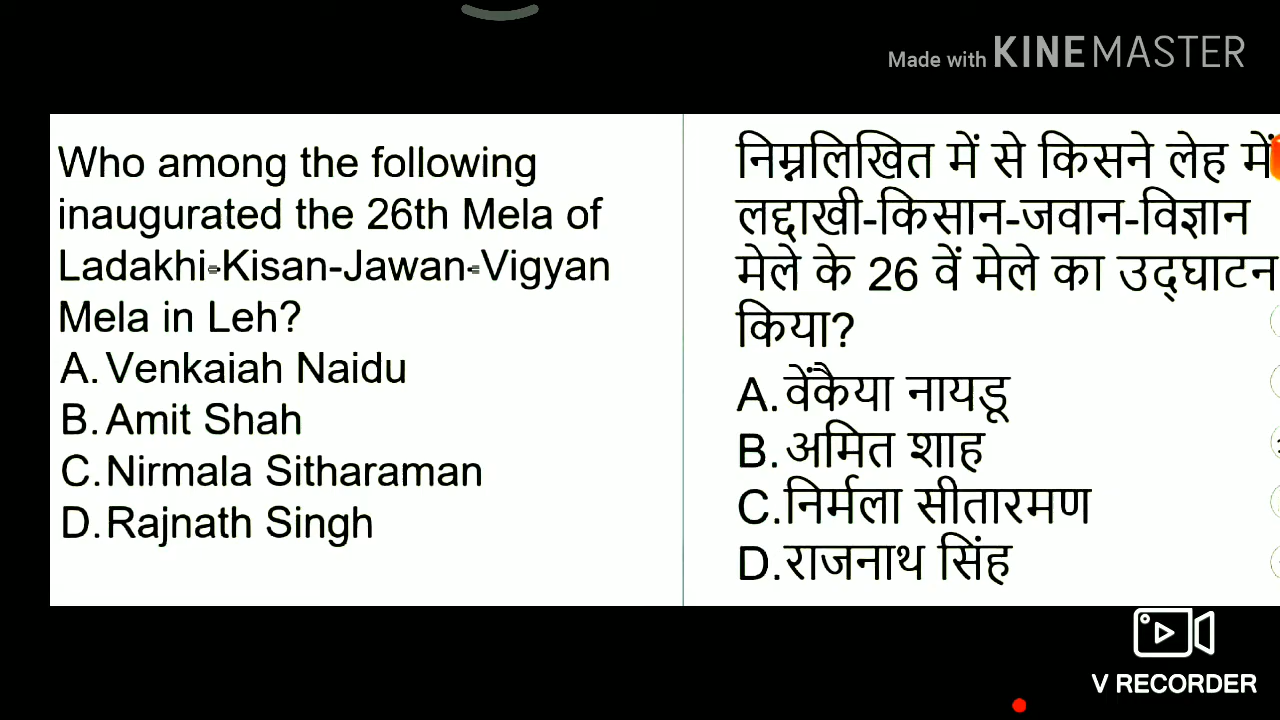 Made with KINEMASTER
Who among the following
inaugurated the 26th Mela of
Ladakhi-Kisan-Jawan-Vigyan
Mela in Leh?
A. Venkaiah Naidu
B. Amit Shah
C. Nirmala Sitharaman
D. Rajnath Singh
निम्नलिखित में से किसने लेह में
लद्दाखी-किसान-जवान-विज्ञान
मेले के 26 वें मेले का उद्घाटन
किया?
A. वेंकैया नायडू
B. अमित शाह
C. निर्मला सीतारमण
D. राजनाथ सिंह
V RECORDER